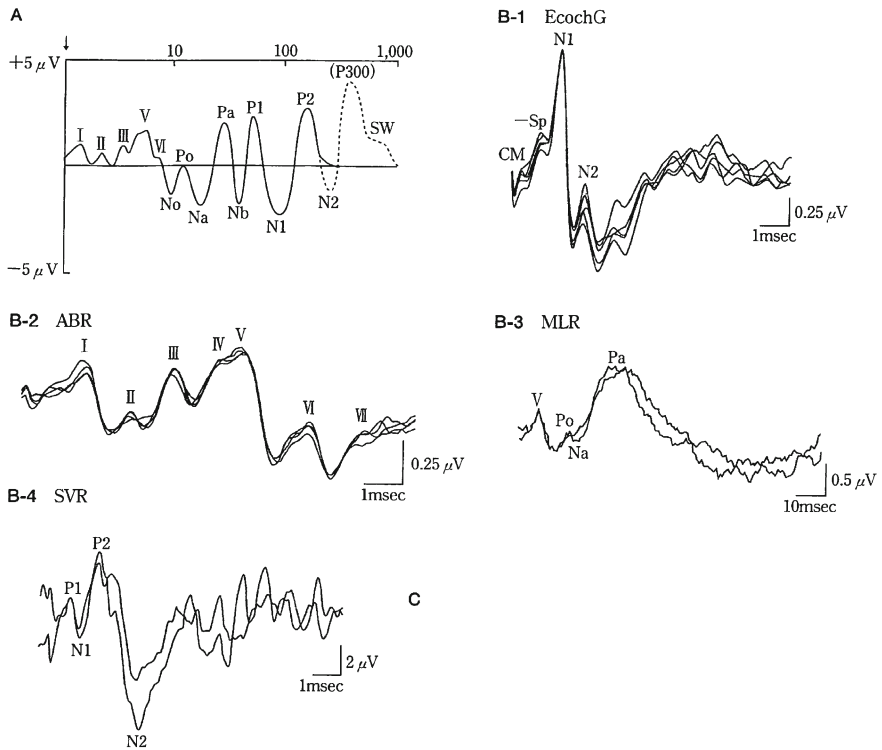 A
↓ 10 100 1,000
+5 μV
(P300)
I II III V VI Po Pa P1 P2 SW
No Na Nb N1 N2
−5 μV
B-1 EcochG
N1
−Sp
CM
N2
0.25 μV
1msec
B-2 ABR
I II III IV V VI VII
0.25 μV
1msec
B-3 MLR
V Po Na Pa
0.5 μV
10msec
B-4 SVR
P1 P2
N1
N2
2 μV
1msec
C